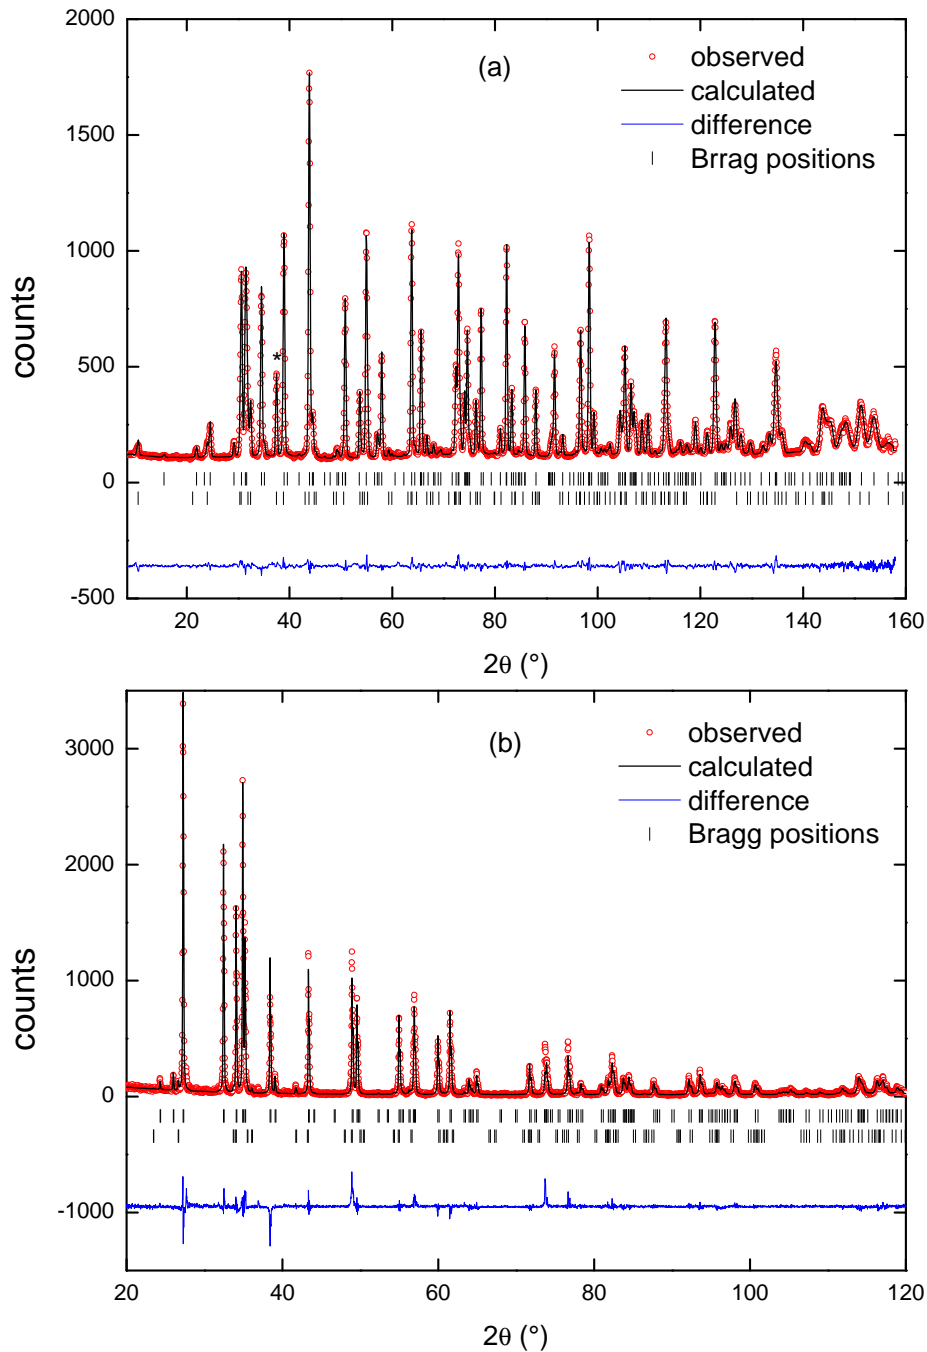 2000
(a)
observed
calculated
difference
Brrag positions
1500
1000
500
0
-500
*
counts
20 40 60 80 100 120 140 160
2θ (°)
(b)
observed
calculated
difference
Bragg positions
3000
2000
1000
0
-1000
counts
20 40 60 80 100 120
2θ (°)